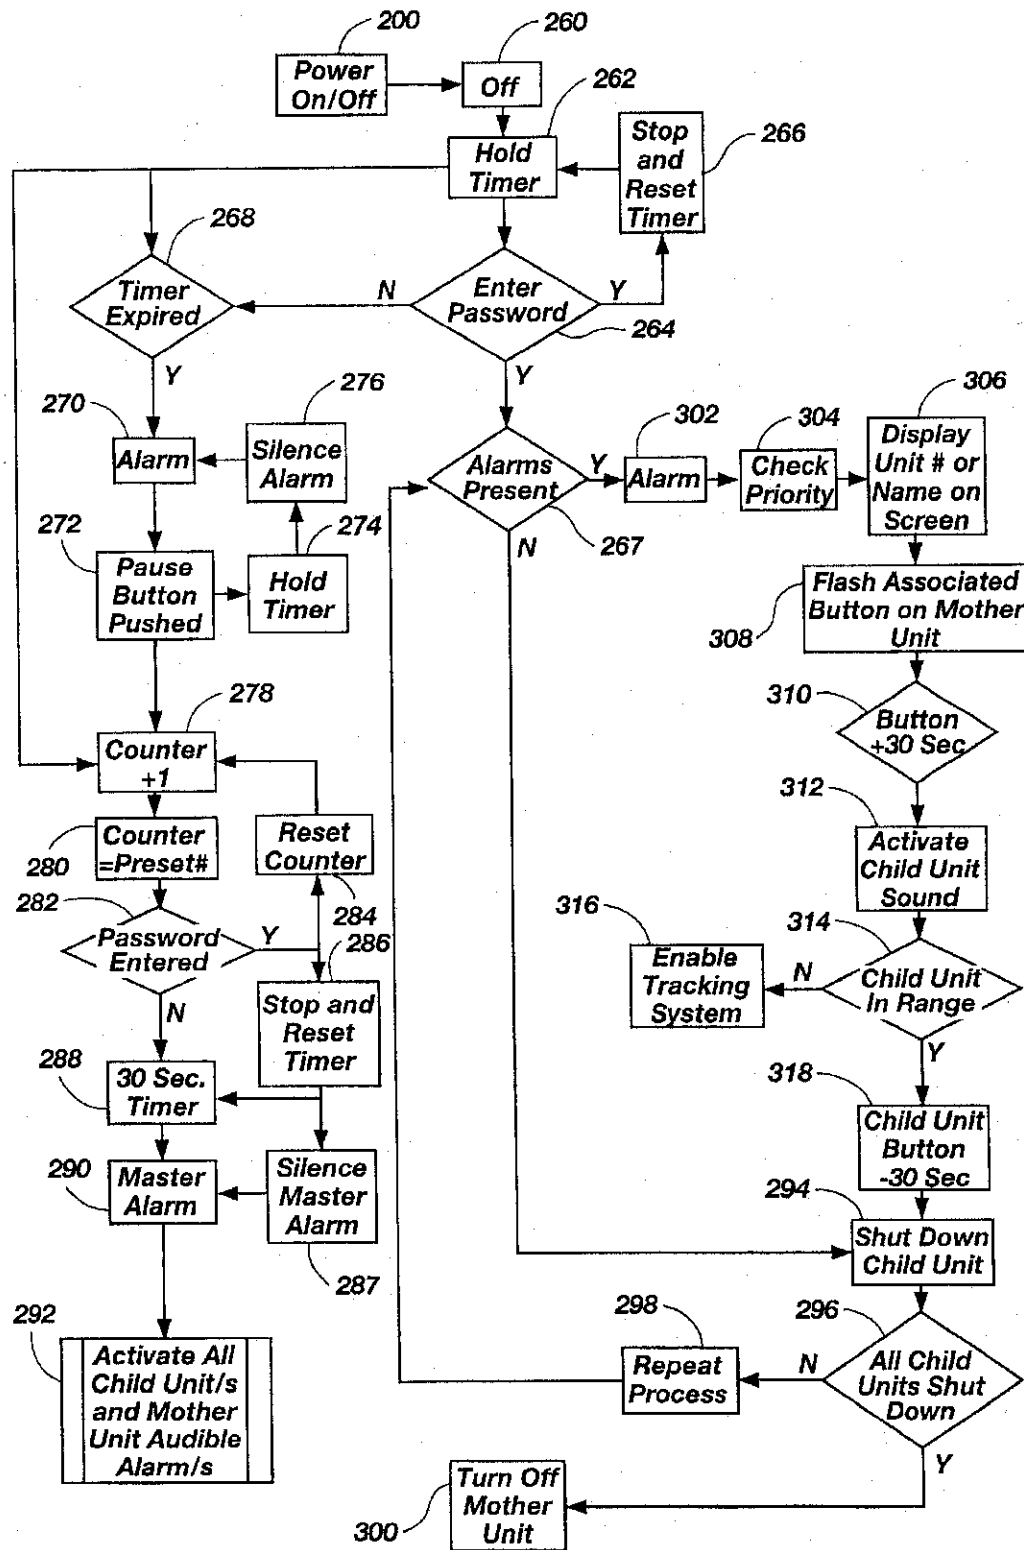 200
260
Power
On/Off
Off
262
Hold
Timer
Stop
and
Reset
Timer
266
268
Timer
Expired
N
Enter
Password
Y
264
Y
Y
270
276
302
304
306
Alarm
Silence
Alarm
Alarms
Present
Y
Alarm
Check
Priority
Display
Unit # or
Name on
Screen
267
N
272
274
Pause
Button
Pushed
Hold
Timer
Flash Associated
Button on Mother
Unit
308
310
Button
+30 Sec
278
Counter
+1
312
280
Counter
=Preset#
Reset
Counter
284
Activate
Child Unit
Sound
282
Password
Entered
Y
286
316
314
N
Enable
Tracking
System
N
Child Unit
In Range
Y
Stop and
Reset
Timer
288
30 Sec.
Timer
318
Child Unit
Button
-30 Sec
290
Master
Alarm
Silence
Master
Alarm
287
294
Shut Down
Child Unit
292
Activate All
Child Unit/s
and Mother
Unit Audible
Alarm/s
298
Repeat
Process
296
N
All Child
Units Shut
Down
Y
Turn Off
Mother
Unit
300